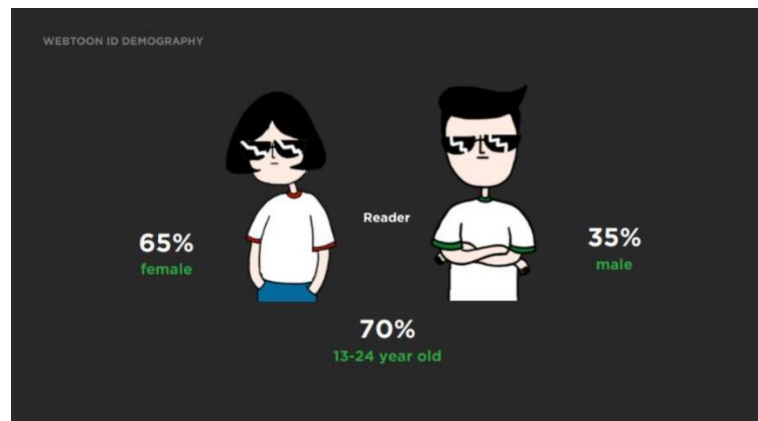 WEBTOON ID DEMOGRAPHY
Reader
65%
female
35%
male
70%
13-24 year old